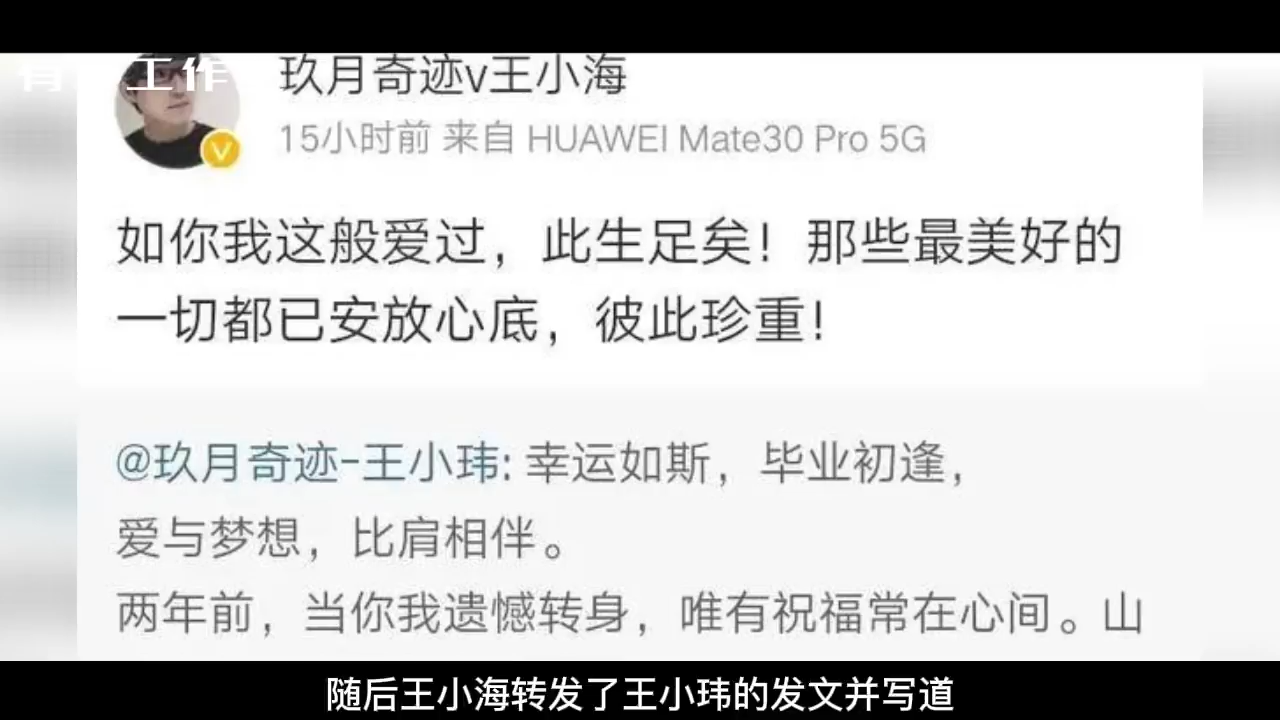 工作
玖月奇迹v王小海
15小时前 来自 HUAWEI Mate30 Pro 5G
如你我这般爱过，此生足矣！那些最美好的
一切都已安放心底，彼此珍重！
@玖月奇迹-王小玮: 幸运如斯，毕业初逢，
爱与梦想，比肩相伴。
两年前，当你我遗憾转身，唯有祝福常在心间。山
随后王小海转发了王小玮的发文并写道